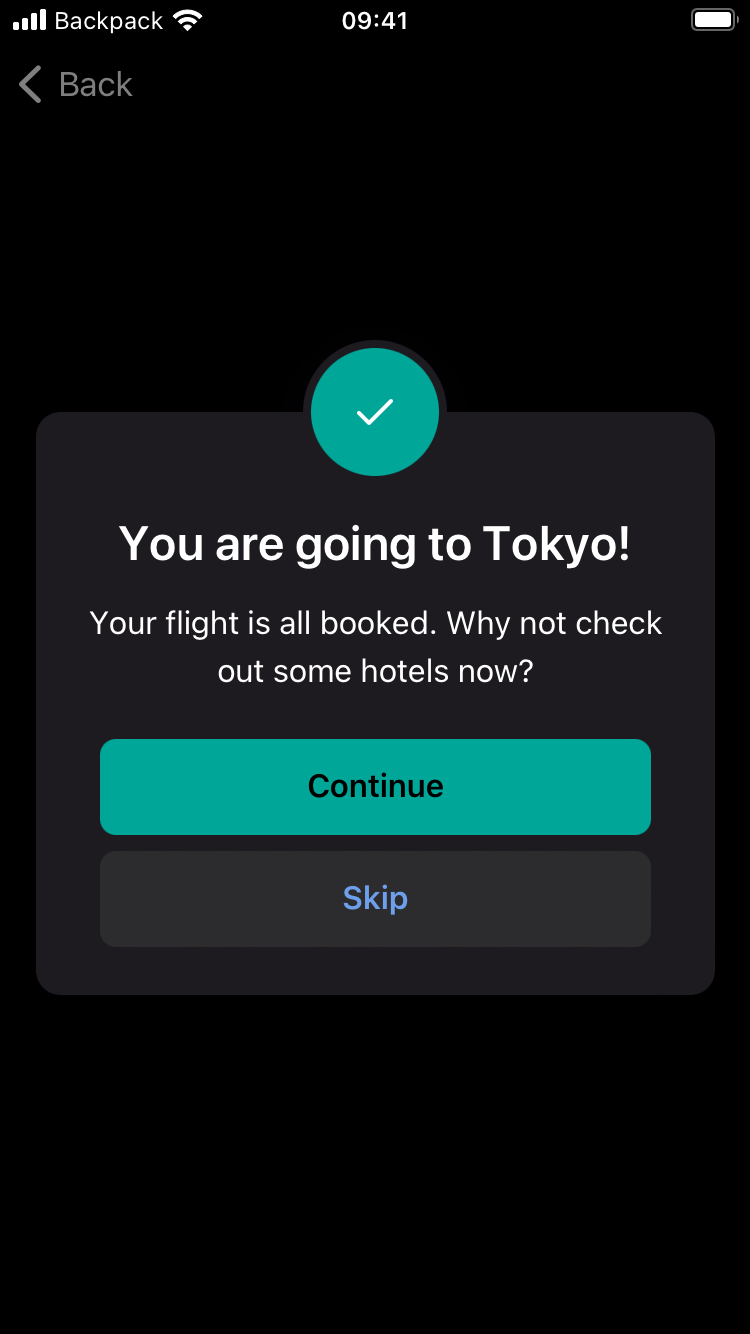 Backpack 09:41
Back
You are going to Tokyo!
Your flight is all booked. Why not check
out some hotels now?
Continue
Skip